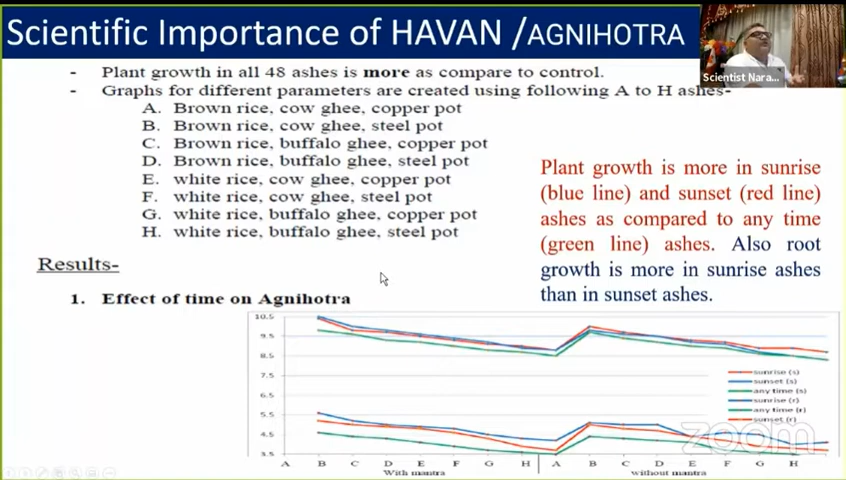 Scientific Importance of HAVAN /AGNIHOTRA
Scientist Nara...
- Plant growth in all 48 ashes is more as compare to control.
- Graphs for different parameters are created using following A to H ashes-
A. Brown rice, cow ghee, copper pot
B. Brown rice, cow ghee, steel pot
C. Brown rice, buffalo ghee, copper pot
D. Brown rice, buffalo ghee, steel pot
E. white rice, cow ghee, copper pot
F. white rice, cow ghee, steel pot
G. white rice, buffalo ghee, copper pot
H. white rice, buffalo ghee, steel pot
Plant growth is more in sunrise
(blue line) and sunset (red line)
ashes as compared to any time
(green line) ashes. Also root
growth is more in sunrise ashes
than in sunset ashes.
Results-
1. Effect of time on Agnihotra
10.5
9.5
8.5
7.5
6.5
5.5
4.5
3.5
sunrise (s)
sunset (s)
any time (s)
sunrise (r)
any time (r)
sunset (r)
zoom
A B C D E F G H A B C D E F G H
With mantra without mantra